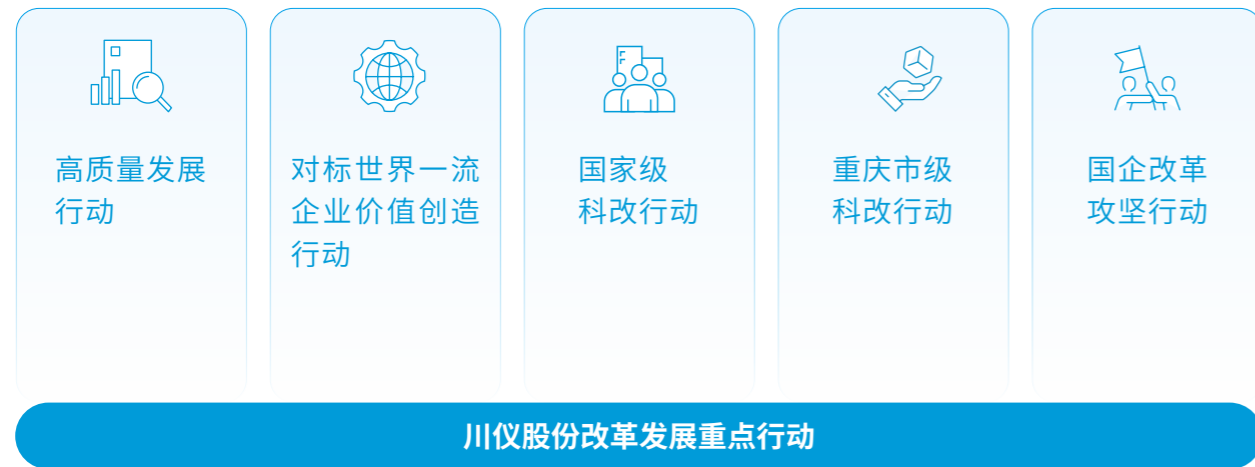 高质量发展
行动
对标世界一流
企业价值创造
行动
国家级
科改行动
重庆市级
科改行动
国企改革
攻坚行动
川仪股份改革发展重点行动